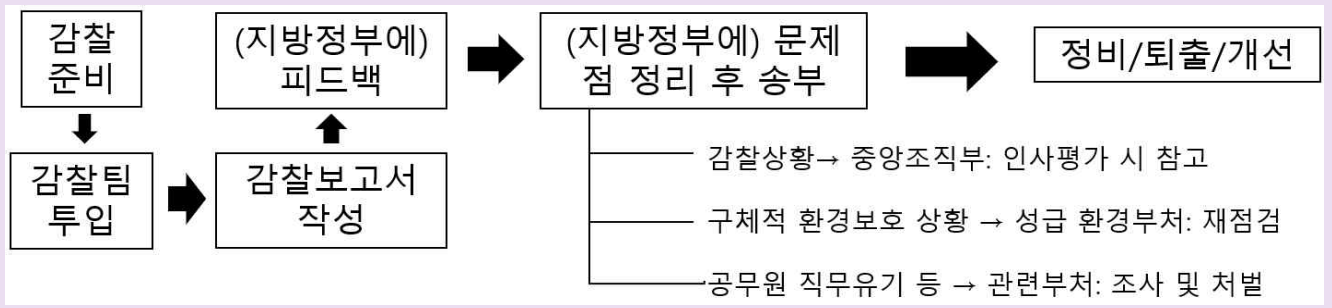 감찰
준비
감찰팀
투입
감찰보고서
작성
(지방정부에)
피드백
(지방정부에) 문제
점 정리 후 송부
정비/퇴출/개선
감찰상황→ 중앙조직부: 인사평가 시 참고
구체적 환경보호 상황 → 성급 환경부처: 재점검
공무원 직무유기 등 → 관련부처: 조사 및 처벌